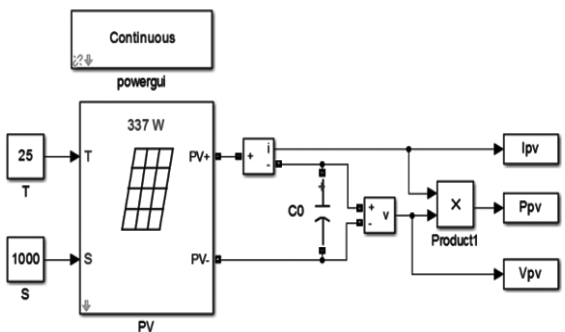 Continuous
powergui
337 W
25
T
T
PV+
+
i
-
Ipv
C0
+
+
-
v
×
Product1
Ppv
1000
S
S
PV-
Vpv
PV